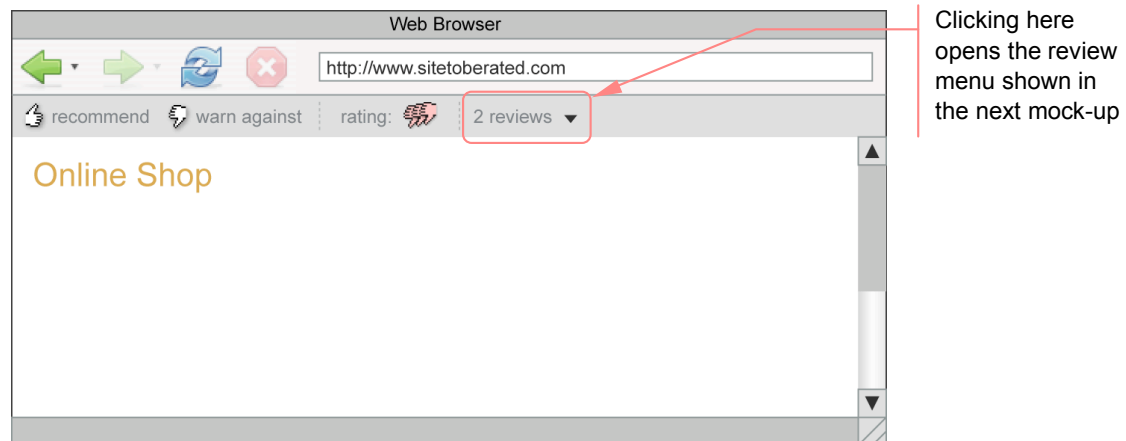 Web Browser
http://www.sitetoberated.com
recommend warn against rating: 2 reviews
Online Shop
Clicking here
opens the review
menu shown in
the next mock-up